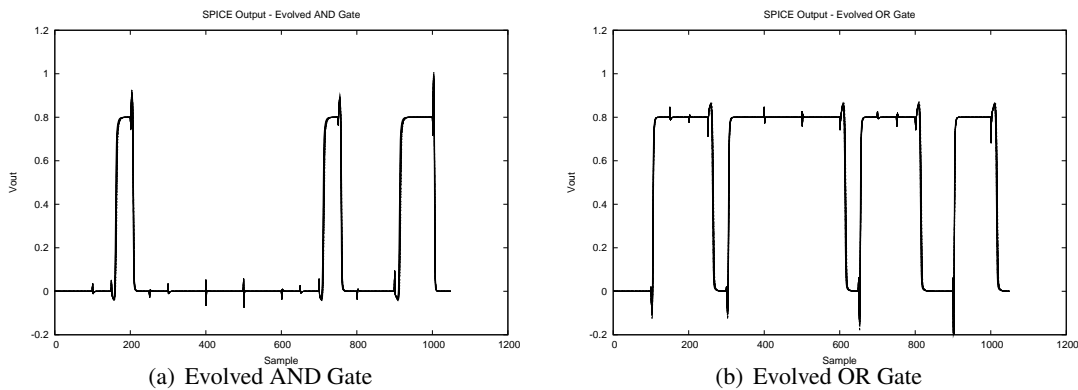 SPICE Output - Evolved AND Gate
1.2
1
0.8
0.6
0.4
0.2
0
-0.2
Vout
0 200 400 600 800 1000 1200
Sample
(a) Evolved AND Gate
SPICE Output - Evolved OR Gate
1.2
1
0.8
0.6
0.4
0.2
0
-0.2
Vout
0 200 400 600 800 1000 1200
Sample
(b) Evolved OR Gate